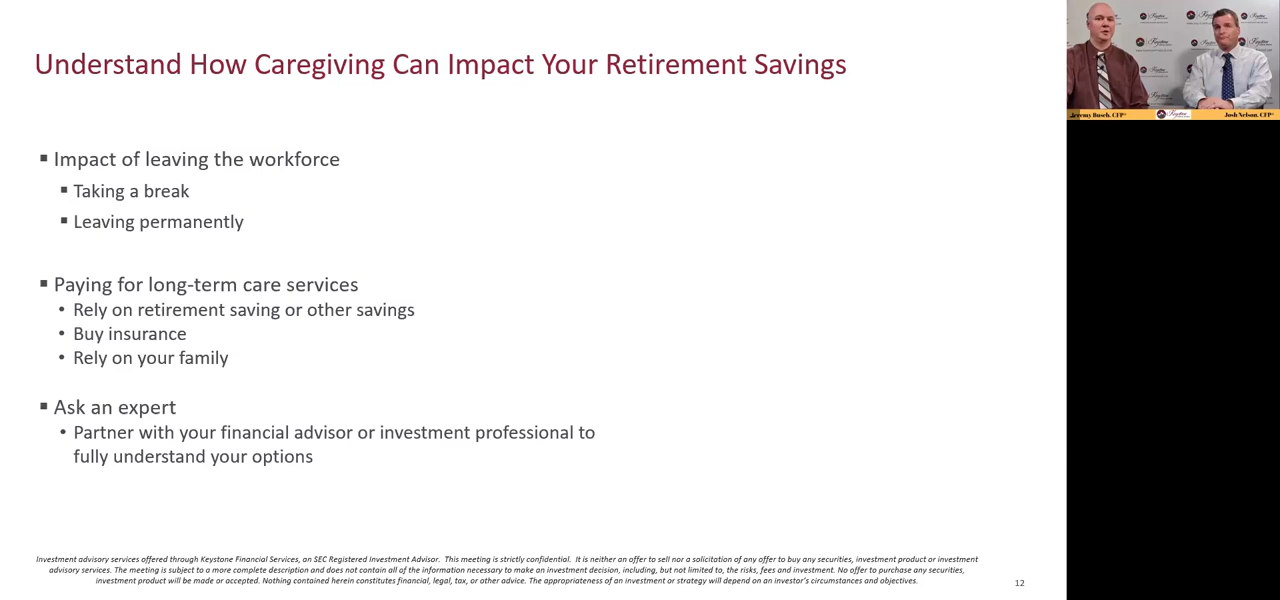 Understand How Caregiving Can Impact Your Retirement Savings
▪ Impact of leaving the workforce
▪ Taking a break
▪ Leaving permanently
▪ Paying for long-term care services
• Rely on retirement saving or other savings
• Buy insurance
• Rely on your family
▪ Ask an expert
• Partner with your financial advisor or investment professional to
fully understand your options
Investment advisory services offered through Keystone Financial Services, an SEC Registered Investment Advisor. This meeting is strictly confidential. It is neither an offer to sell nor a solicitation of any offer to buy any securities, investment product or investment
advisory services. The meeting is subject to a more complete description and does not contain all of the information necessary to make an investment decision, including, but not limited to, the risks, fees and investment. No offer to purchase any securities,
investment product will be made or accepted. Nothing contained herein constitutes financial, legal, tax, or other advice. The appropriateness of an investment or strategy will depend on an investor's circumstances and objectives.
12
Jeremy Busch, CFP®
Keystone
Josh Nelson, CFP®